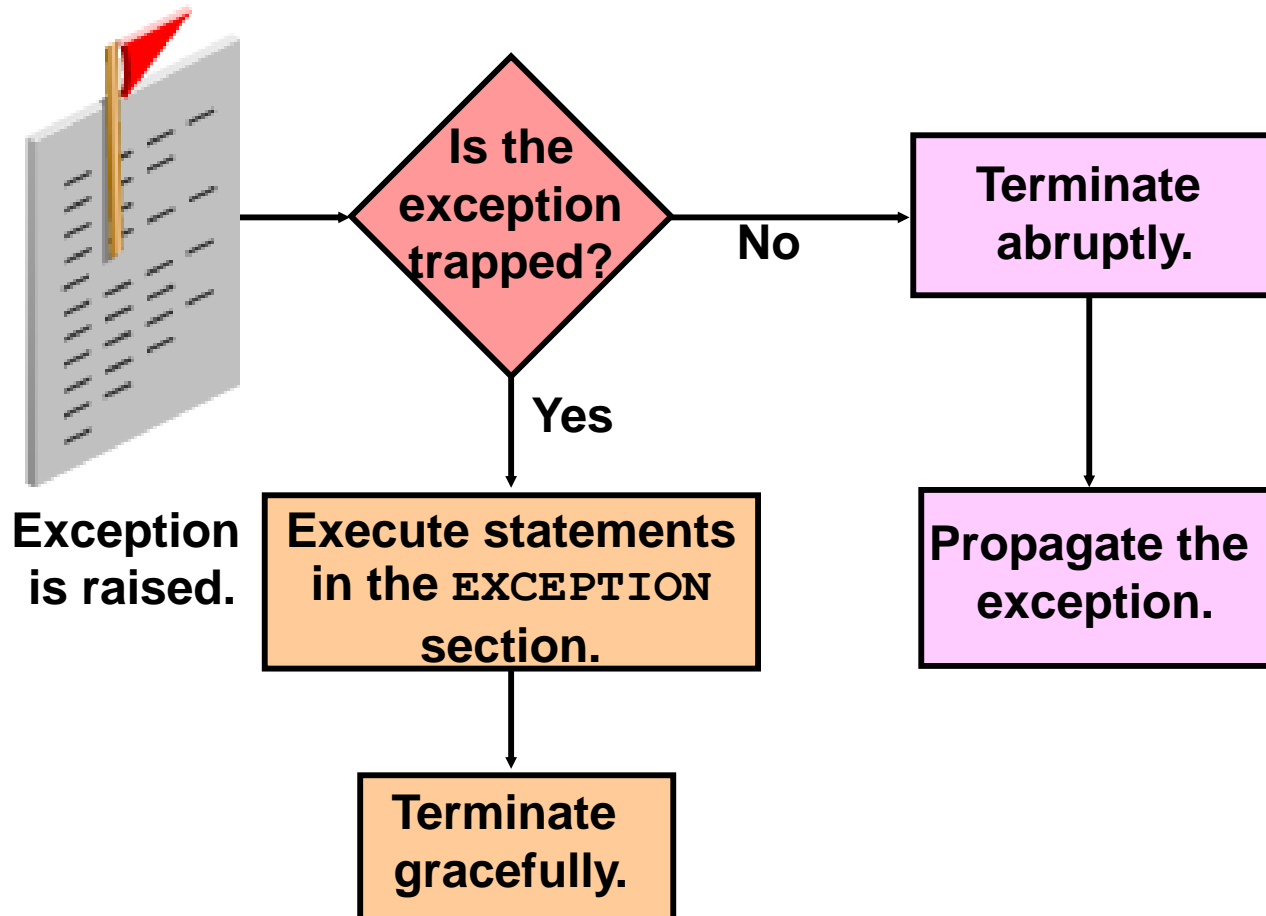 Exception
is raised.
Is the
exception
trapped?
No
Terminate
abruptly.
Propagate the
exception.
Yes
Execute statements
in the EXCEPTION
section.
Terminate
gracefully.